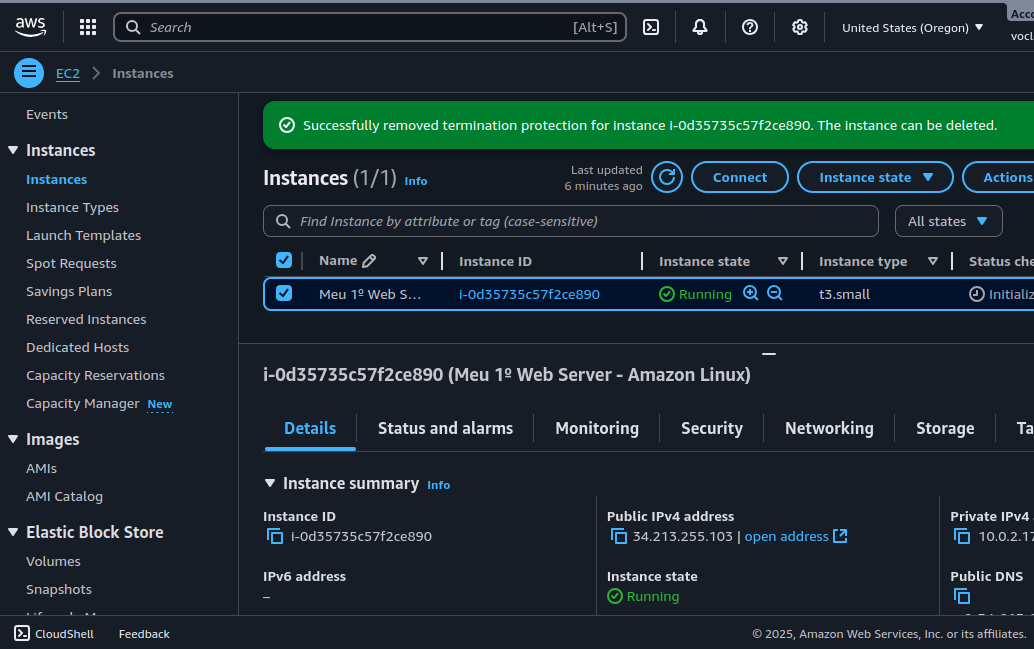 aws
Search [Alt+S]
United States (Oregon)
EC2 Instances
Events
Instances
Instances
Instance Types
Launch Templates
Spot Requests
Savings Plans
Reserved Instances
Dedicated Hosts
Capacity Reservations
Capacity Manager New
Images
AMIs
AMI Catalog
Elastic Block Store
Volumes
Snapshots
Successfully removed termination protection for instance i-0d35735c57f2ce890. The instance can be deleted.
Instances (1/1) Info
Last updated
6 minutes ago
Connect
Instance state
Actions
Find Instance by attribute or tag (case-sensitive)
All states
Name Instance ID Instance state Instance type Status che
Meu 1º Web S... i-0d35735c57f2ce890 Running t3.small Initializ
i-0d35735c57f2ce890 (Meu 1º Web Server - Amazon Linux)
Details Status and alarms Monitoring Security Networking Storage Ta
Instance summary Info
Instance ID
i-0d35735c57f2ce890
IPv6 address
–
Public IPv4 address
34.213.255.103 | open address
Instance state
Running
Private IPv4
10.0.2.17
Public DNS
CloudShell Feedback
© 2025, Amazon Web Services, Inc. or its affiliates.